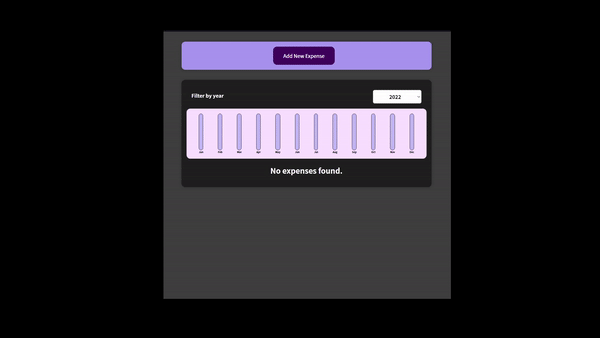 Add New Expense
Filter by year
2022
Jan Feb Mar Apr May Jun Jul Aug Sep Oct Nov Dec
No expenses found.